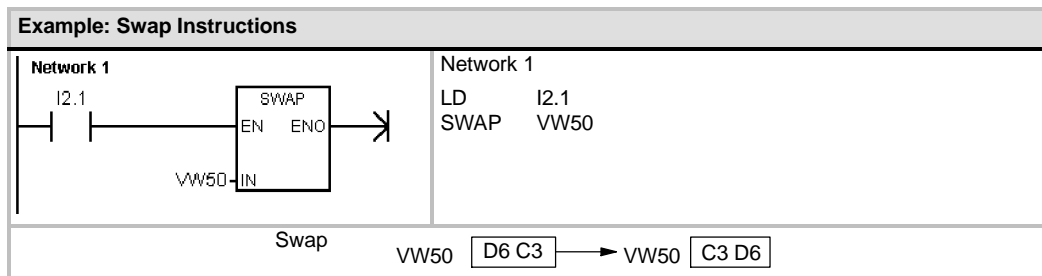 Example: Swap Instructions
Network 1
I2.1
SWAP
EN ENO
VW50 IN
Network 1
LD I2.1
SWAP VW50
Swap VW50 D6 C3 VW50 C3 D6